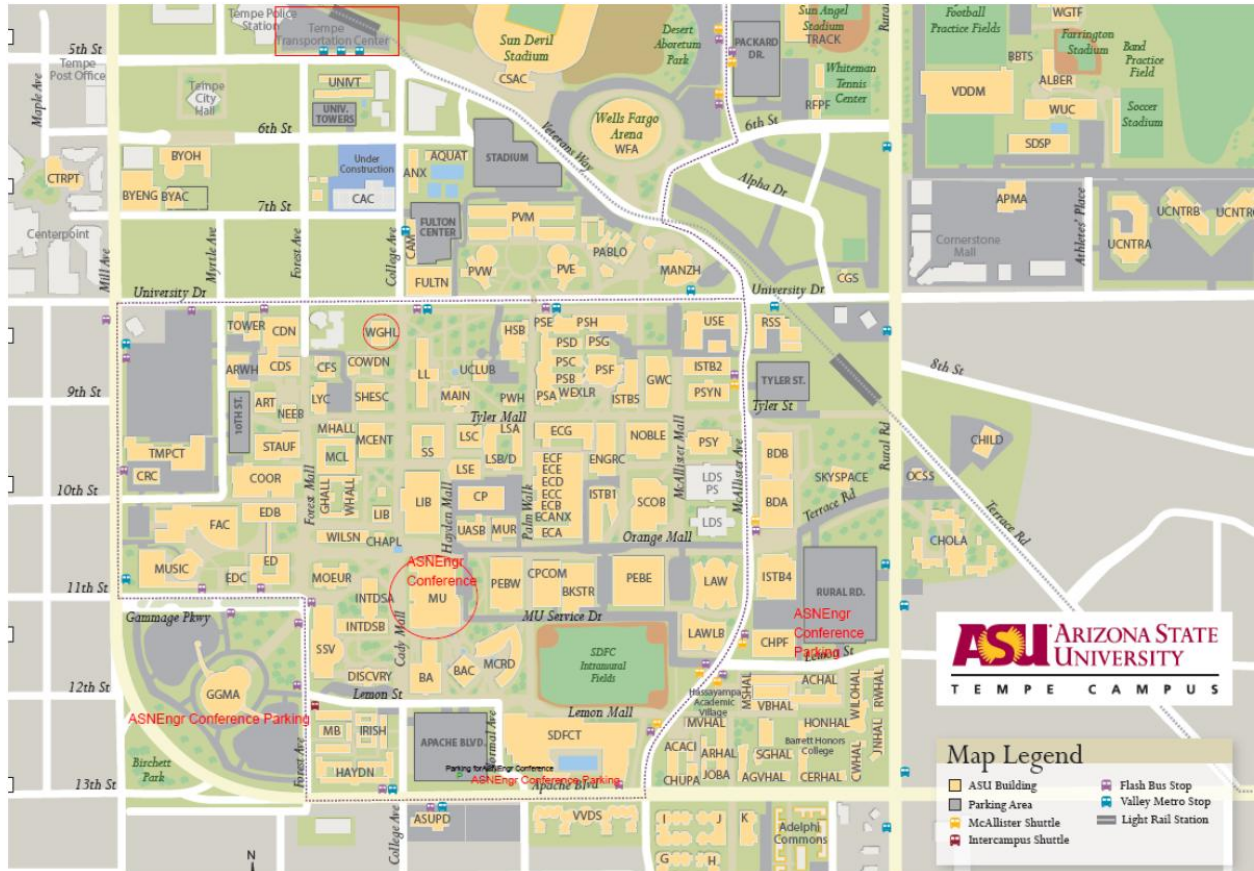 Tempe Police
Station
Tempe
Transportation Center
5th St
Tempe
Post Office
Maple Ave
Tempe
City
Hall
UNIVT
UNIV.
TOWERS
6th St
Sun Devil
Stadium
CSAC
Desert
Aboretum
Park
PACKARD
DR.
Sun Angel
Stadium
TRACK
Whiteman
Tennis
Center
RFPF
Rural Rd
Football
Practice Fields
WGTF
Farrington
Stadium
BBTS
ALBER
Band
Practice
Field
VDDM
WUC
SDSP
Soccer
Stadium
Wells Fargo
Arena
WFA
6th St
Veterans Way
Alpha Dr
STADIUM
AQUAT
ANX
Under
Construction
CAC
BYOH
BYENG
BYAC
CTRPT
7th St
Centerpoint
Mill Ave
Myrtle Ave
Forest Ave
College Ave
CAM
FULTON
CENTER
FULTN
PVM
PVW
PVE
PABLO
MANZH
CGS
APMA
Cornerstone
Mall
Athletes' Place
UCNTRA
UCNTRB
UCNTRC
University Dr
University Dr
TOWER
CDN
WGHL
ARWH
CDS
CFS
COWDN
LL
UCLUB
HSB
PSE
PSH
PSD
PSG
PSC
PSF
PSB
WEXLR
PSA
PWH
ISTB5
GWC
USE
ISTB2
PSYN
RSS
TYLER ST.
Tyler St
8th St
9th St
10TH ST.
ART
NEEB
LYC
SHESC
MAIN
Tyler Mall
STAUF
MHALL
MCENT
MCL
SS
LSC
LSA
LSB/D
LSE
ECG
ECF
ECE
ECD
ECC
ECB
ECANX
ECA
ENGRC
NOBLE
PSY
McAllister Mall
McAllister Ave
BDB
BDA
SKYSPACE
Rural Rd
CHILD
OCSS
Terrace Rd
Terrace Rd
CHOLA
TMPCT
CRC
10th St
COOR
Forest Mall
GHALL
WHALL
LIB
LIB
Hayden Mall
CP
Palm Walk
ISTB1
SCOB
LDS
PS
LDS
EDB
FAC
WILSN
CHAPL
UASB
MUR
Orange Mall
MUSIC
ED
EDC
MOEUR
ASNEngr
Conference
MU
PEBW
CPCOM
BKSTR
PEBE
LAW
ISTB4
RURAL RD.
11th St
INTDSA
INTDSB
Cady Mall
MU Service Dr
LAWLB
CHPF
ASNEngr
Conference
Parking
Lemon St
Gammage Pkwy
SSV
DISCVRY
BA
BAC
MCRD
SDFC
Intramural
Fields
12th St
GGMA
ASNEngr Conference Parking
Lemon St
Lemon Mall
Hassayampa
Academic
Village
MSHAL
ACHAL
VBHAL
MVHAL
HONHAL
WILOHAL
RWHAL
Birchett
Park
Forest Ave
MB
IRISH
HAYDN
APACHE BLVD.
Normal Ave
SDFCT
Parking forASNEngr Conference
ASNEngr Conference Parking
ACACI
ARHAL
CHUPA
JOBA
SGHAL
Barrett Honors
College
AGVHAL
CERHAL
CWHAL
JNHAL
13th St
Apache Blvd
College Ave
ASUPD
VVDS
I
J
K
G
H
Adelphi
Commons
N
ASU ARIZONA STATE
UNIVERSITY
TEMPE CAMPUS
Map Legend
ASU Building
Parking Area
McAllister Shuttle
Intercampus Shuttle
Flash Bus Stop
Valley Metro Stop
Light Rail Station